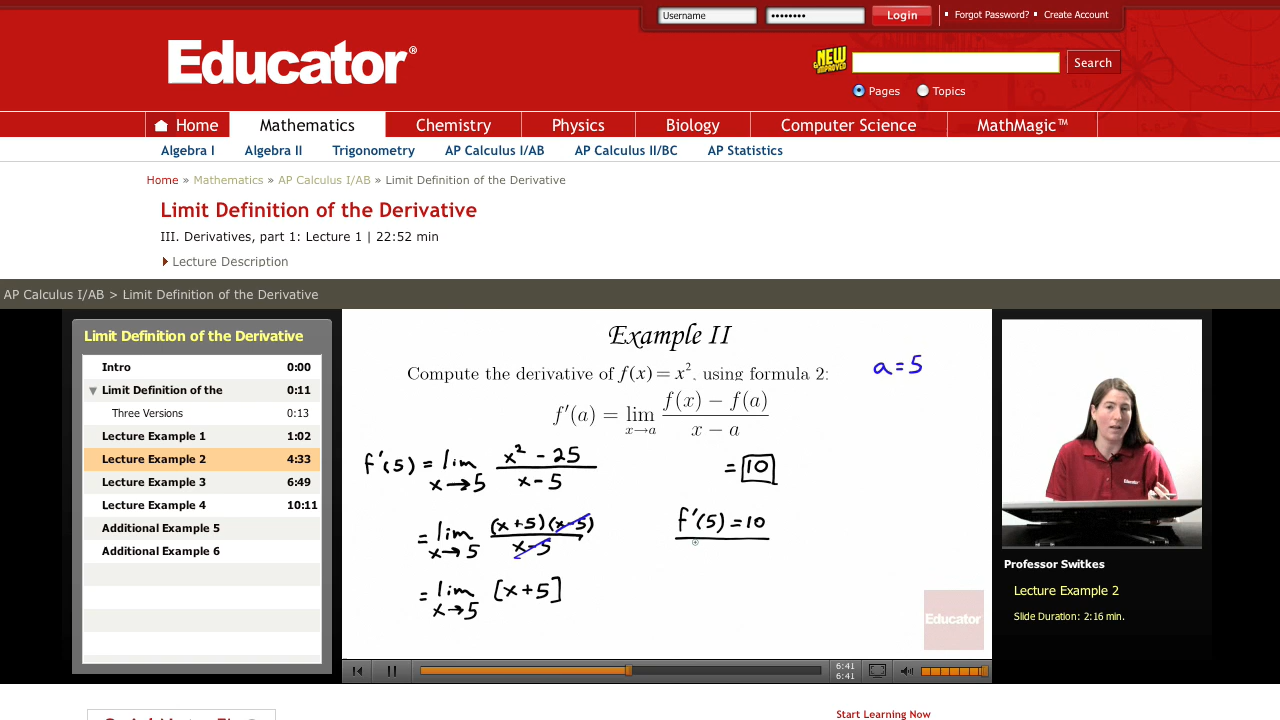 Username
••••••••
Login
Forgot Password?
Create Account
Educator®
NEW
& IMPROVED
Search
Pages
Topics
Home
Mathematics
Chemistry
Physics
Biology
Computer Science
MathMagic™
Algebra I
Algebra II
Trigonometry
AP Calculus I/AB
AP Calculus II/BC
AP Statistics
Home » Mathematics » AP Calculus I/AB » Limit Definition of the Derivative
Limit Definition of the Derivative
III. Derivatives, part 1: Lecture 1 | 22:52 min
Lecture Description
AP Calculus I/AB > Limit Definition of the Derivative
Limit Definition of the Derivative
Intro 0:00
Limit Definition of the 0:11
Three Versions 0:13
Lecture Example 1 1:02
Lecture Example 2 4:33
Lecture Example 3 6:49
Lecture Example 4 10:11
Additional Example 5
Additional Example 6
Example II
Compute the derivative of f(x) = x², using formula 2:
a = 5
f'(a) = lim x→a (f(x) − f(a)) / (x − a)
f'(5) = lim x→5 (x² - 25) / (x - 5)
= lim x→5 (x+5)(x-5) / (x-5)
= lim x→5 [x+5]
= 10
f'(5) = 10
Educator
6:41
6:41
Educator
Professor Switkes
Lecture Example 2
Slide Duration: 2:16 min.
Start Learning Now